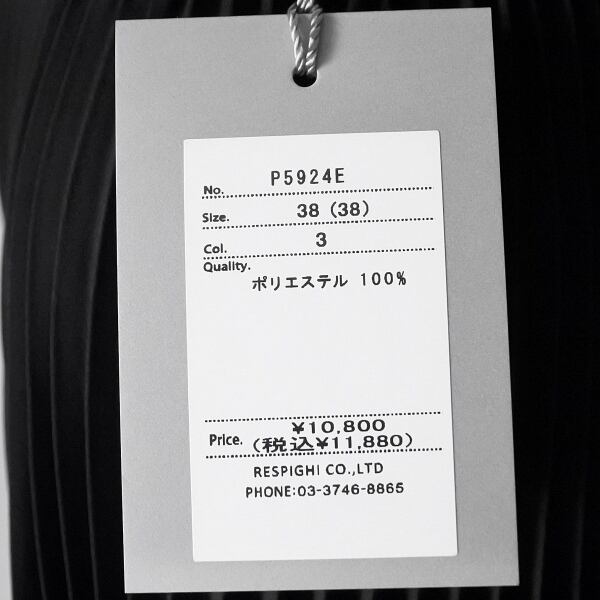 No. P5924E
Size. 38 (38)
Col. 3
Quality.
ポリエステル 100%
¥10,800
Price. (税込¥11,880)
RESPIGHI CO.,LTD
PHONE:03-3746-8865